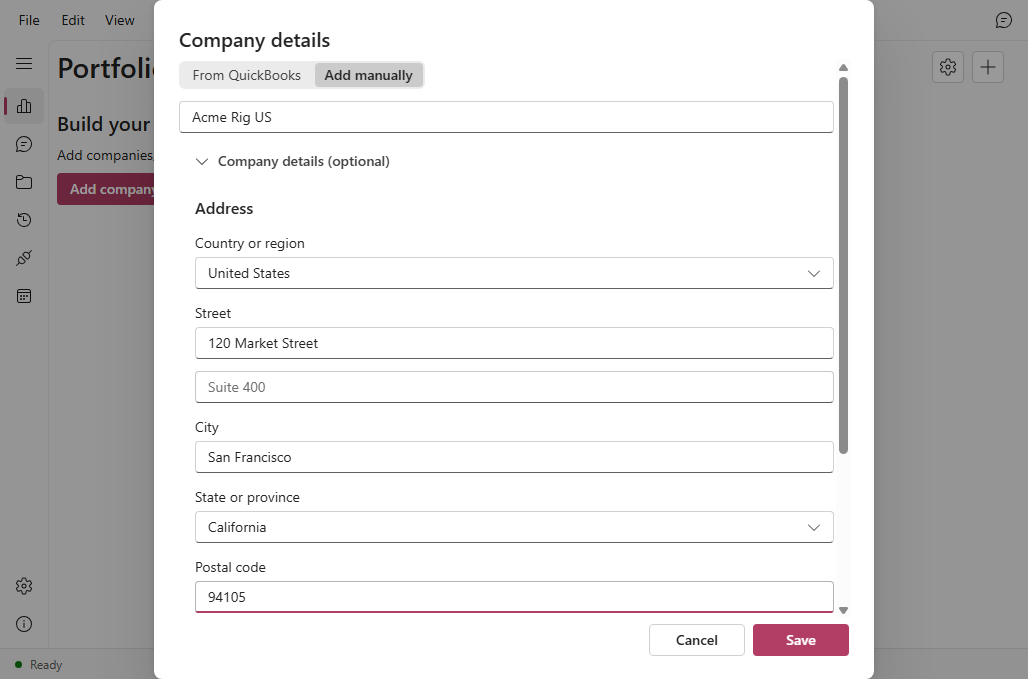 File Edit View
Portfolio
Build your
Add companies,
Add company
Company details
From QuickBooks Add manually
Acme Rig US
Company details (optional)
Address
Country or region
United States
Street
120 Market Street
Suite 400
City
San Francisco
State or province
California
Postal code
94105
Cancel Save
Ready